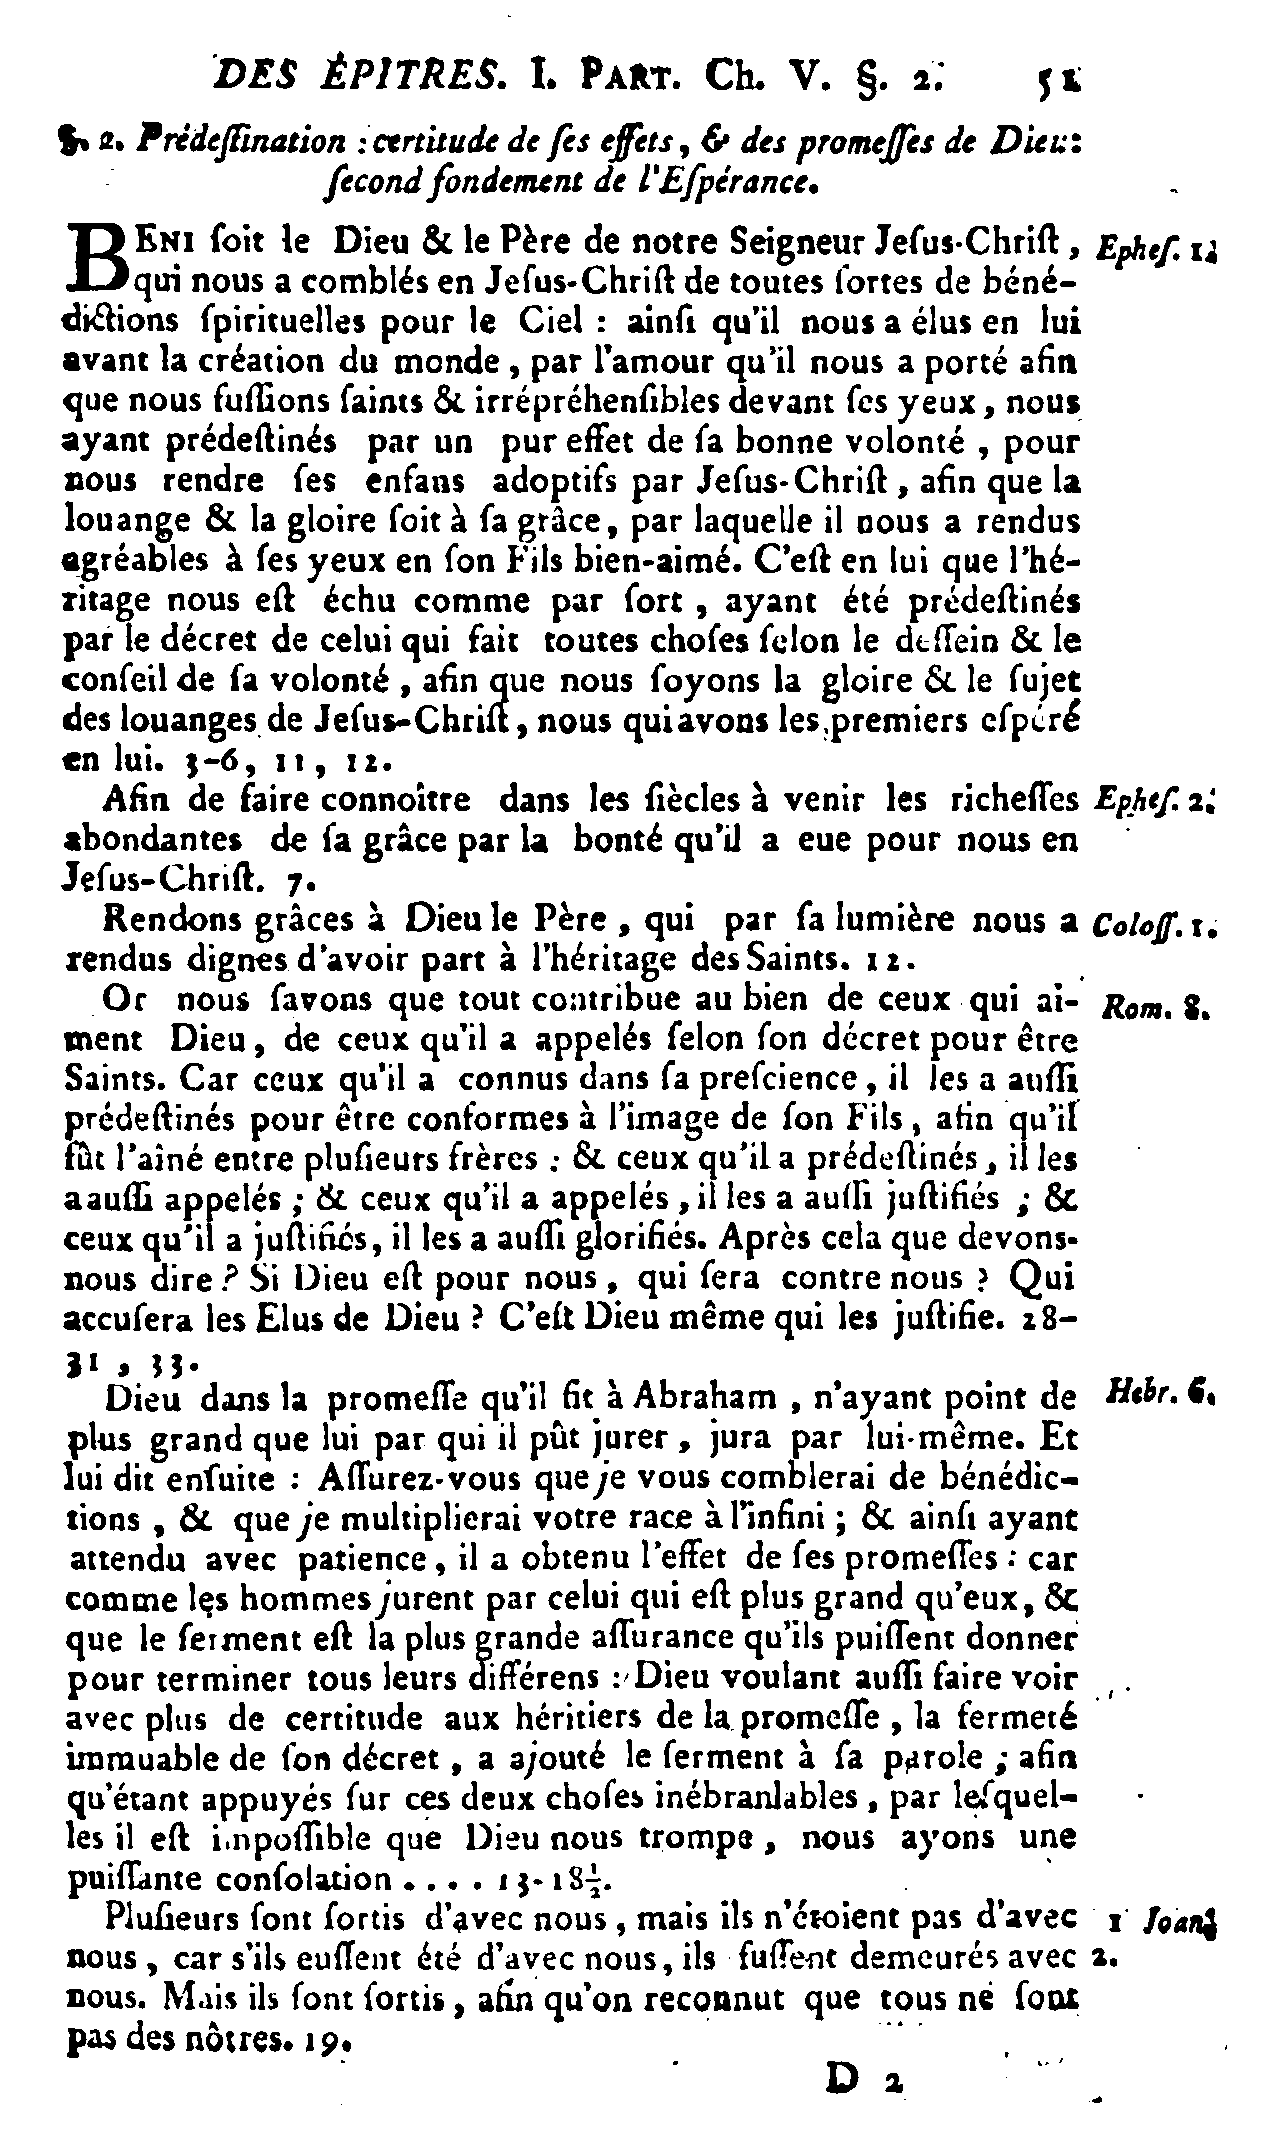 DES ÉPITRES. I. PART. Ch. V. §. 2. 51
§. 2. Prédeſtination : certitude de ſes effets, & des promeſſes de Dieu :
ſecond fondement de l'Eſpérance.
BENI ſoit le Dieu & le Père de notre Seigneur Jeſus-Chriſt, Epheſ. 1.
qui nous a comblés en Jeſus-Chriſt de toutes ſortes de béné-
dictions ſpirituelles pour le Ciel : ainſi qu'il nous a élus en lui
avant la création du monde, par l'amour qu'il nous a porté afin
que nous fuſſions ſaints & irrépréhenſibles devant ſes yeux, nous
ayant prédeſtinés par un pur effet de ſa bonne volonté, pour
nous rendre ſes enfans adoptifs par Jeſus-Chriſt, afin que la
louange & la gloire ſoit à ſa grâce, par laquelle il nous a rendus
agréables à ſes yeux en ſon Fils bien-aimé. C'eſt en lui que l'hé-
ritage nous eſt échu comme par ſort, ayant été prédeſtinés
par le décret de celui qui fait toutes choſes ſelon le deſſein & le
conſeil de ſa volonté, afin que nous ſoyons la gloire & le ſujet
des louanges de Jeſus-Chriſt, nous qui avons les premiers eſpéré
en lui. 3-6, 11, 12.
Afin de faire connoître dans les ſiècles à venir les richeſſes Epheſ. 2.
abondantes de ſa grâce par la bonté qu'il a eue pour nous en
Jeſus-Chriſt. 7.
Rendons grâces à Dieu le Père, qui par ſa lumière nous a Coloſſ. 1.
rendus dignes d'avoir part à l'héritage des Saints. 12.
Or nous ſavons que tout contribue au bien de ceux qui ai- Rom. 8.
ment Dieu, de ceux qu'il a appelés ſelon ſon décret pour être
Saints. Car ceux qu'il a connus dans ſa preſcience, il les a auſſi
prédeſtinés pour être conformes à l'image de ſon Fils, afin qu'il
fût l'aîné entre pluſieurs frères : & ceux qu'il a prédeſtinés, il les
a auſſi appelés ; & ceux qu'il a appelés, il les a auſſi juſtifiés ; &
ceux qu'il a juſtifiés, il les a auſſi glorifiés. Après cela que devons-
nous dire ? Si Dieu eſt pour nous, qui ſera contre nous ? Qui
accuſera les Elus de Dieu ? C'eſt Dieu même qui les juſtifie. 28-
31, 33.
Dieu dans la promeſſe qu'il fit à Abraham, n'ayant point de Hebr. 6.
plus grand que lui par qui il pût jurer, jura par lui-même. Et
lui dit enſuite : Aſſurez-vous que je vous comblerai de bénédic-
tions, & que je multiplierai votre race à l'infini ; & ainſi ayant
attendu avec patience, il a obtenu l'effet de ſes promeſſes : car
comme les hommes jurent par celui qui eſt plus grand qu'eux, &
que le ſerment eſt la plus grande aſſurance qu'ils puiſſent donner
pour terminer tous leurs différens : Dieu voulant auſſi faire voir
avec plus de certitude aux héritiers de la promeſſe, la fermeté
immuable de ſon décret, a ajouté le ſerment à ſa parole ; afin
qu'étant appuyés ſur ces deux choſes inébranlables, par leſquel-
les il eſt impoſſible que Dieu nous trompe, nous ayons une
puiſſante conſolation . . . . 13-18½.
Pluſieurs ſont ſortis d'avec nous, mais ils n'étoient pas d'avec 1 Joan.
nous, car s'ils euſſent été d'avec nous, ils fuſſent demeurés avec 2.
nous. Mais ils ſont ſortis, afin qu'on reconnut que tous ne ſont
pas des nôtres. 19.
D 2